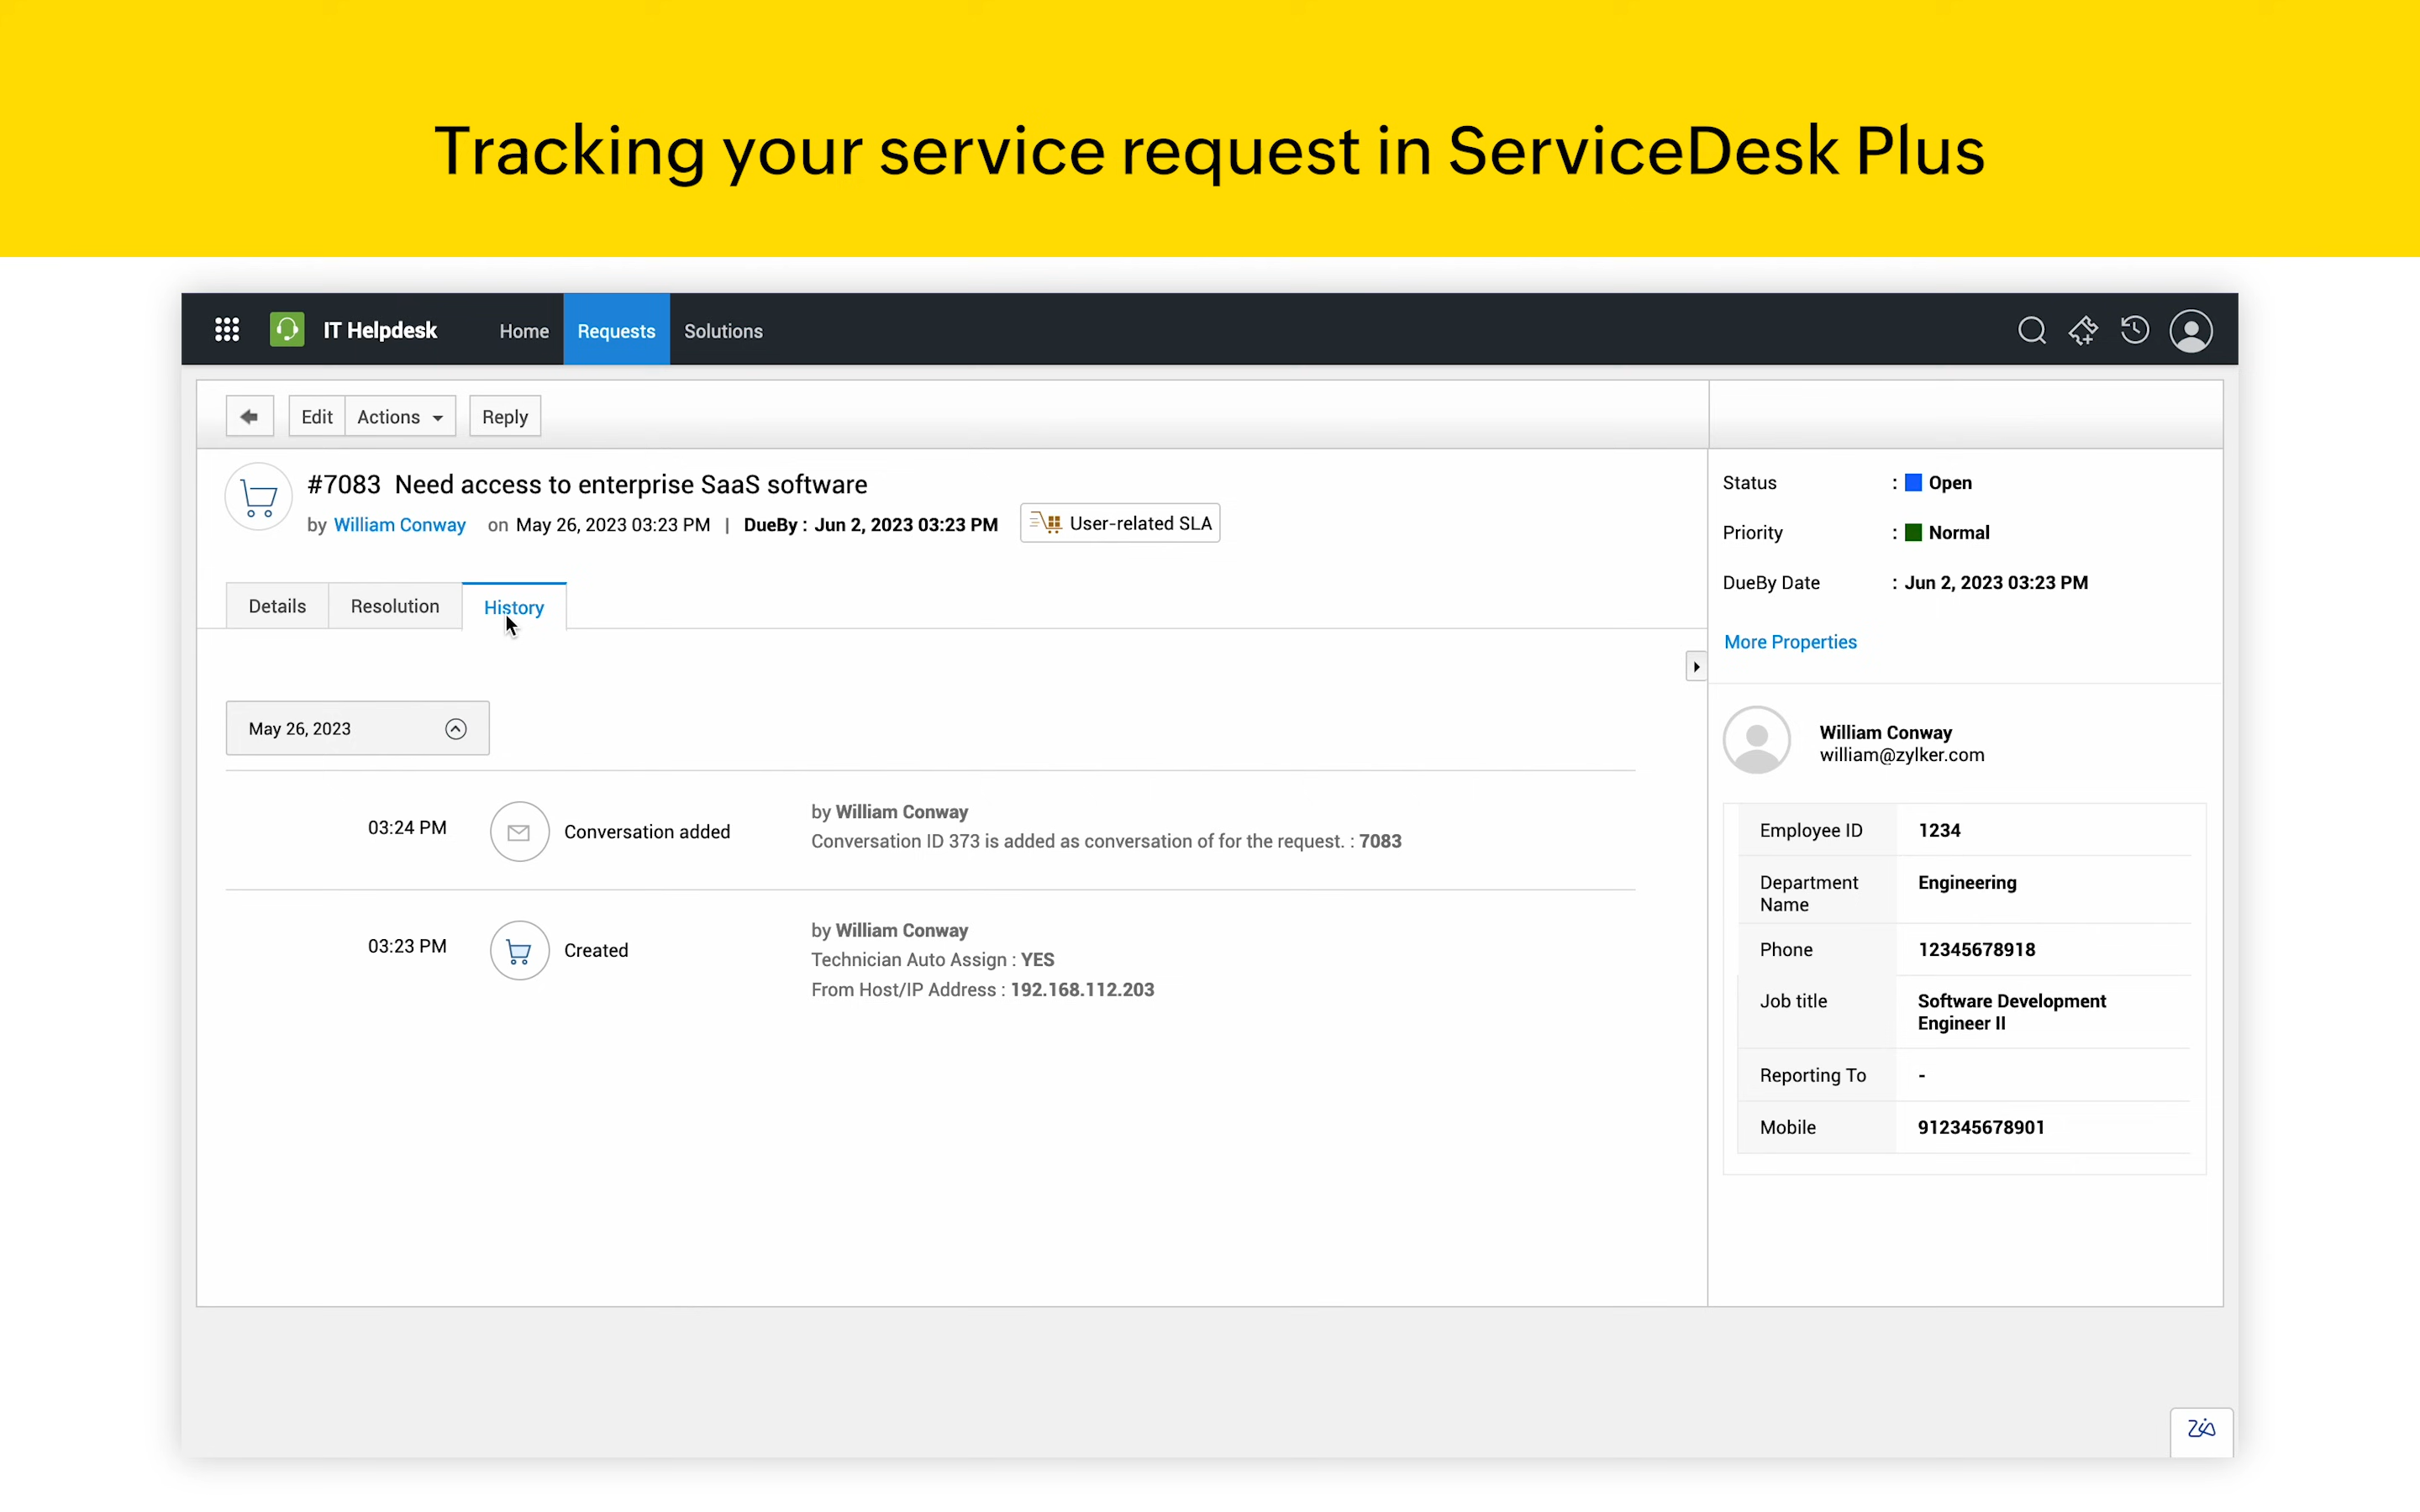 Tracking your service request in ServiceDesk Plus
IT Helpdesk Home Requests Solutions
Edit Actions Reply
#7083 Need access to enterprise SaaS software
by William Conway on May 26, 2023 03:23 PM | DueBy : Jun 2, 2023 03:23 PM User-related SLA
Details Resolution History
May 26, 2023
03:24 PM Conversation added by William Conway
Conversation ID 373 is added as conversation of for the request. : 7083
03:23 PM Created by William Conway
Technician Auto Assign : YES
From Host/IP Address : 192.168.112.203
Status : Open
Priority : Normal
DueBy Date : Jun 2, 2023 03:23 PM
More Properties
William Conway
william@zylker.com
Employee ID 1234
Department Name Engineering
Phone 12345678918
Job title Software Development
Engineer II
Reporting To -
Mobile 912345678901
Zia